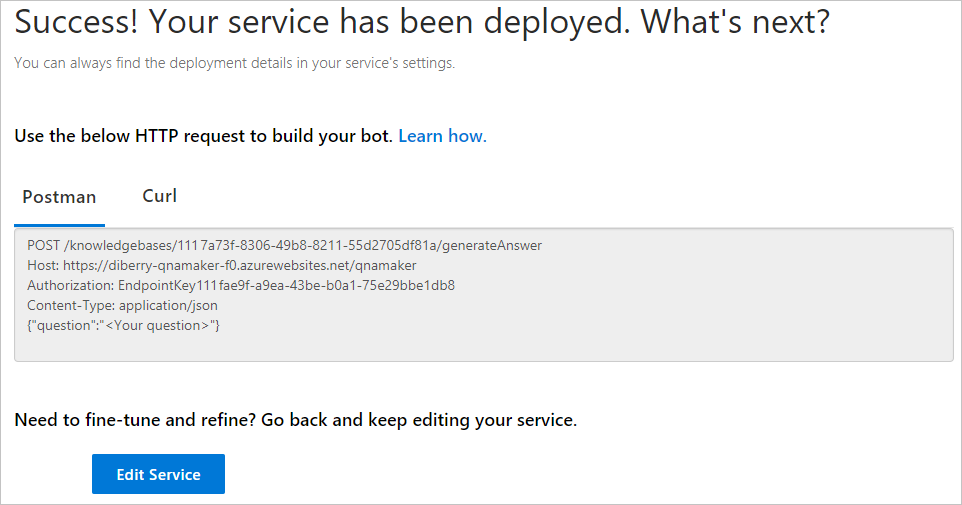 Success! Your service has been deployed. What's next?
You can always find the deployment details in your service's settings.
Use the below HTTP request to build your bot. Learn how.
Postman Curl
POST /knowledgebases/1117a73f-8306-49b8-8211-55d2705df81a/generateAnswer
Host: https://diberry-qnamaker-f0.azurewebsites.net/qnamaker
Authorization: EndpointKey111fae9f-a9ea-43be-b0a1-75e29bbe1db8
Content-Type: application/json
{"question":"<Your question>"}
Need to fine-tune and refine? Go back and keep editing your service.
Edit Service